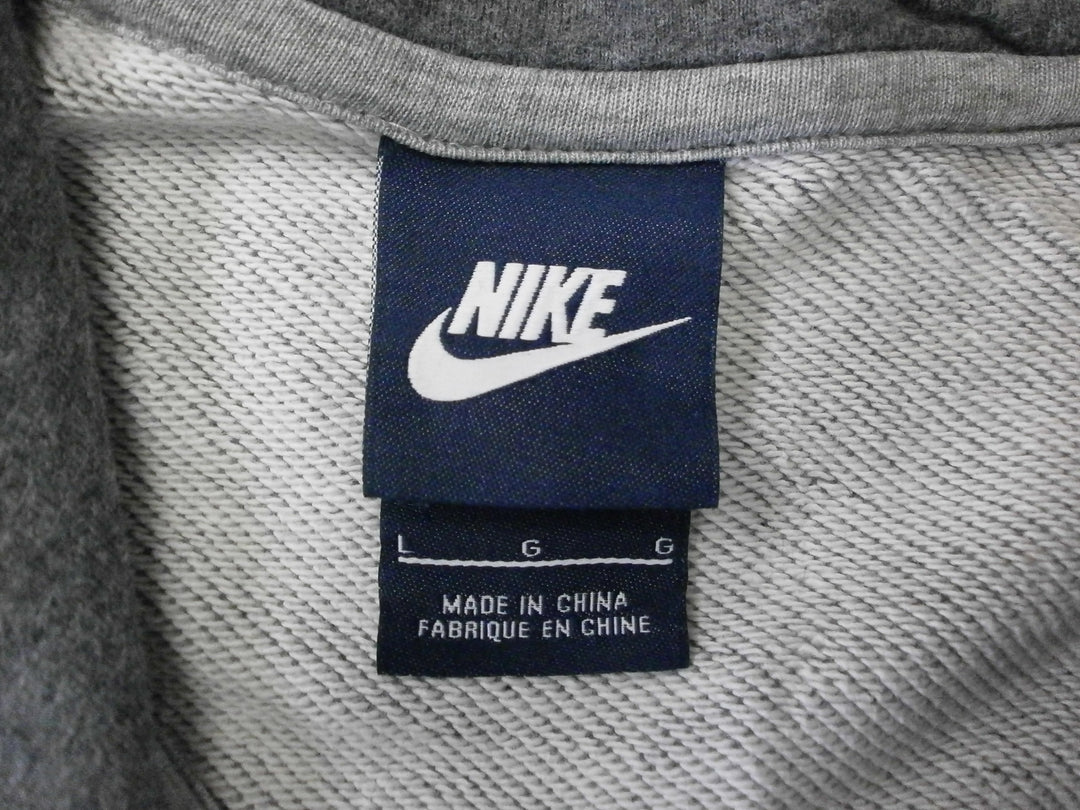 NIKE
L G G
MADE IN CHINA
FABRIQUE EN CHINE